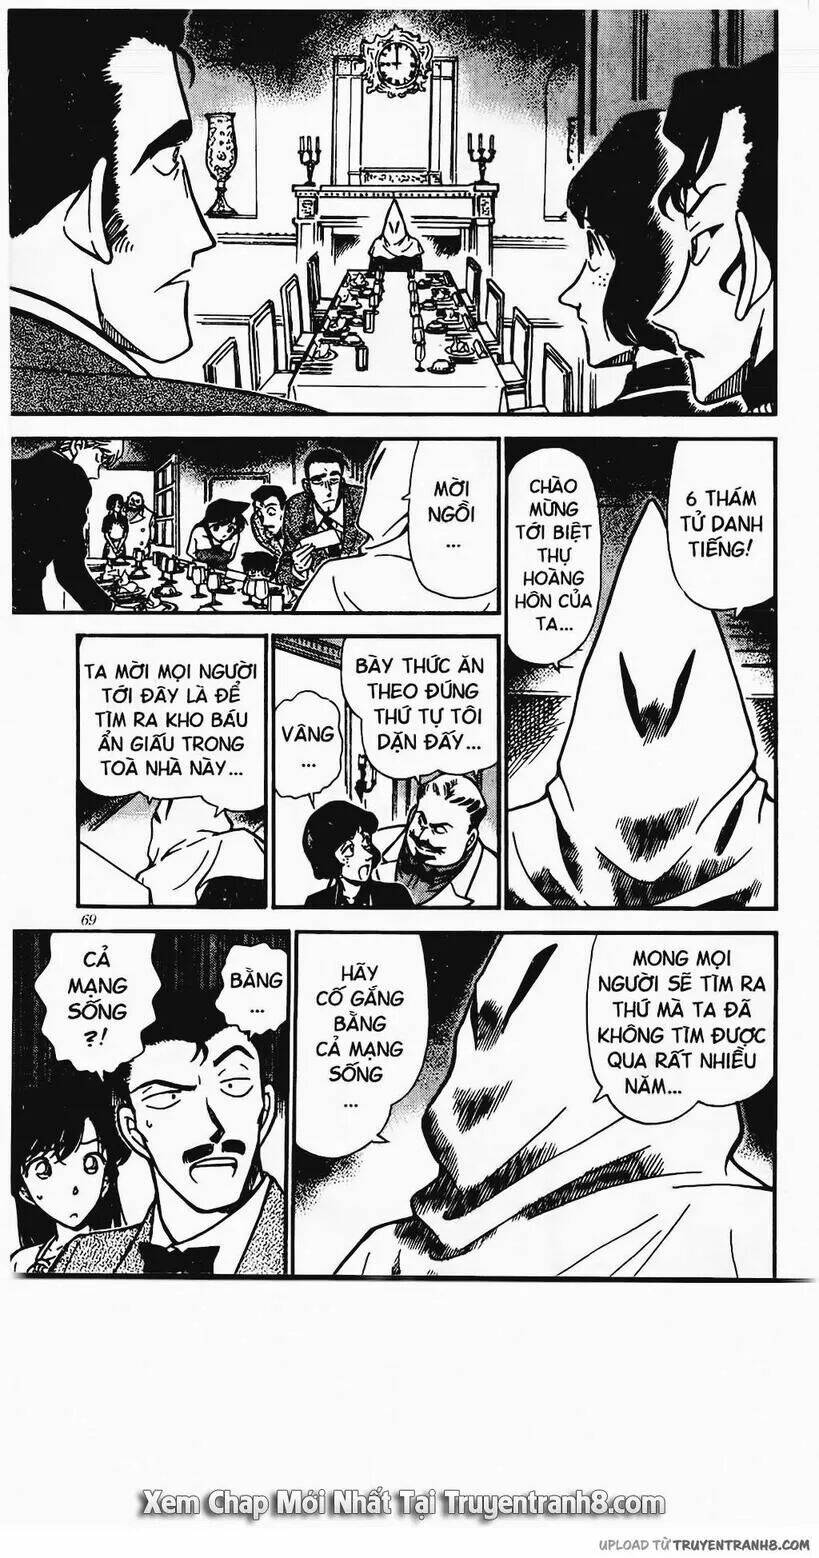 MỜI
NGỒI
...
6 THÁM
TỬ DANH
TIẾNG!
CHÀO
MỪNG
TỚI BIỆT
THỰ
HOÀNG
HÔN CỦA
TA...
TA MỜI MỌI NGƯỜI
TỚI ĐÂY LÀ ĐỂ
TÌM RA KHO BÁU
ẨN GIẤU TRONG
TOÀ NHÀ NÀY...
VÂNG
...
BÀY THỨC ĂN
THEO ĐÚNG
THỨ TỰ TÔI
DẶN ĐẤY...
69
CẢ
MẠNG
SỐNG
?!
BẰNG
...
HÃY
CỐ GẮNG
BẰNG
CẢ MẠNG
SỐNG
...
MONG MỌI
NGƯỜI SẼ TÌM RA
THỨ MÀ TA ĐÃ
KHÔNG TÌM ĐƯỢC
QUA RẤT NHIỀU
NĂM...
Xem Chap Mới Nhất Tại Truyentranh8.com
UPLOAD TỪ TRUYENTRANH8.COM